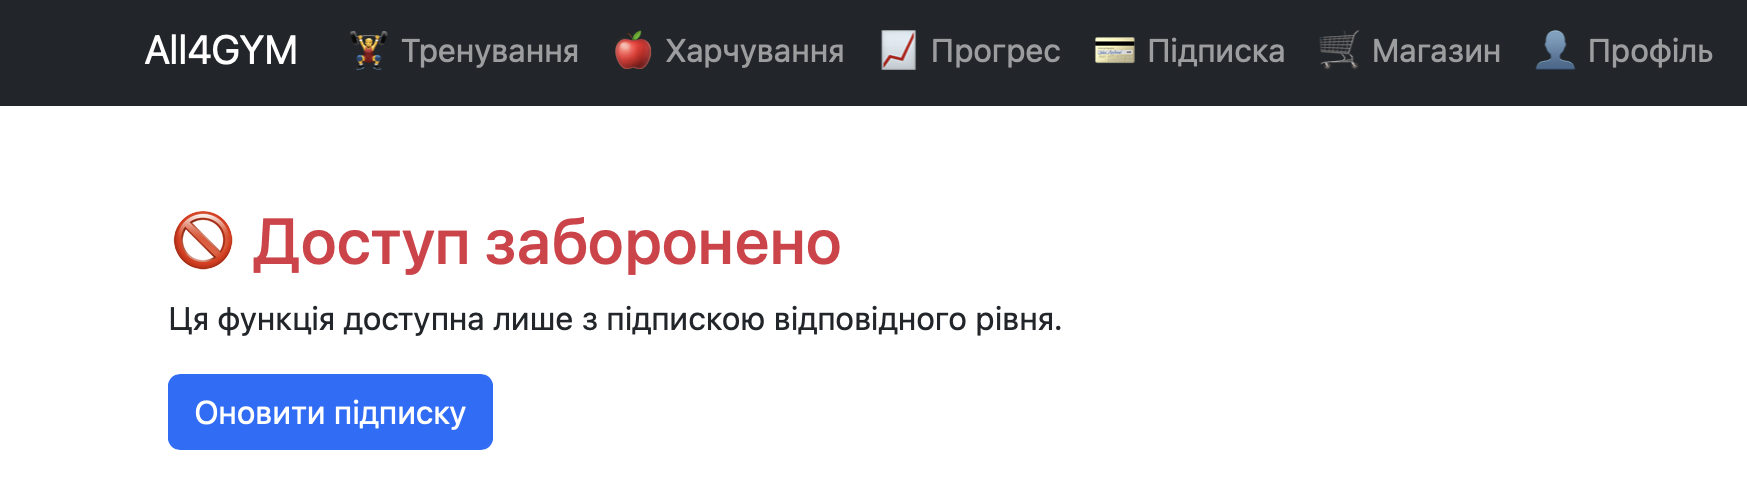 All4GYM 🏋️ Тренування 🍎 Харчування 📈 Прогрес 💳 Підписка 🛒 Магазин 👤 Профіль
🚫 Доступ заборонено
Ця функція доступна лише з підпискою відповідного рівня.
Оновити підписку